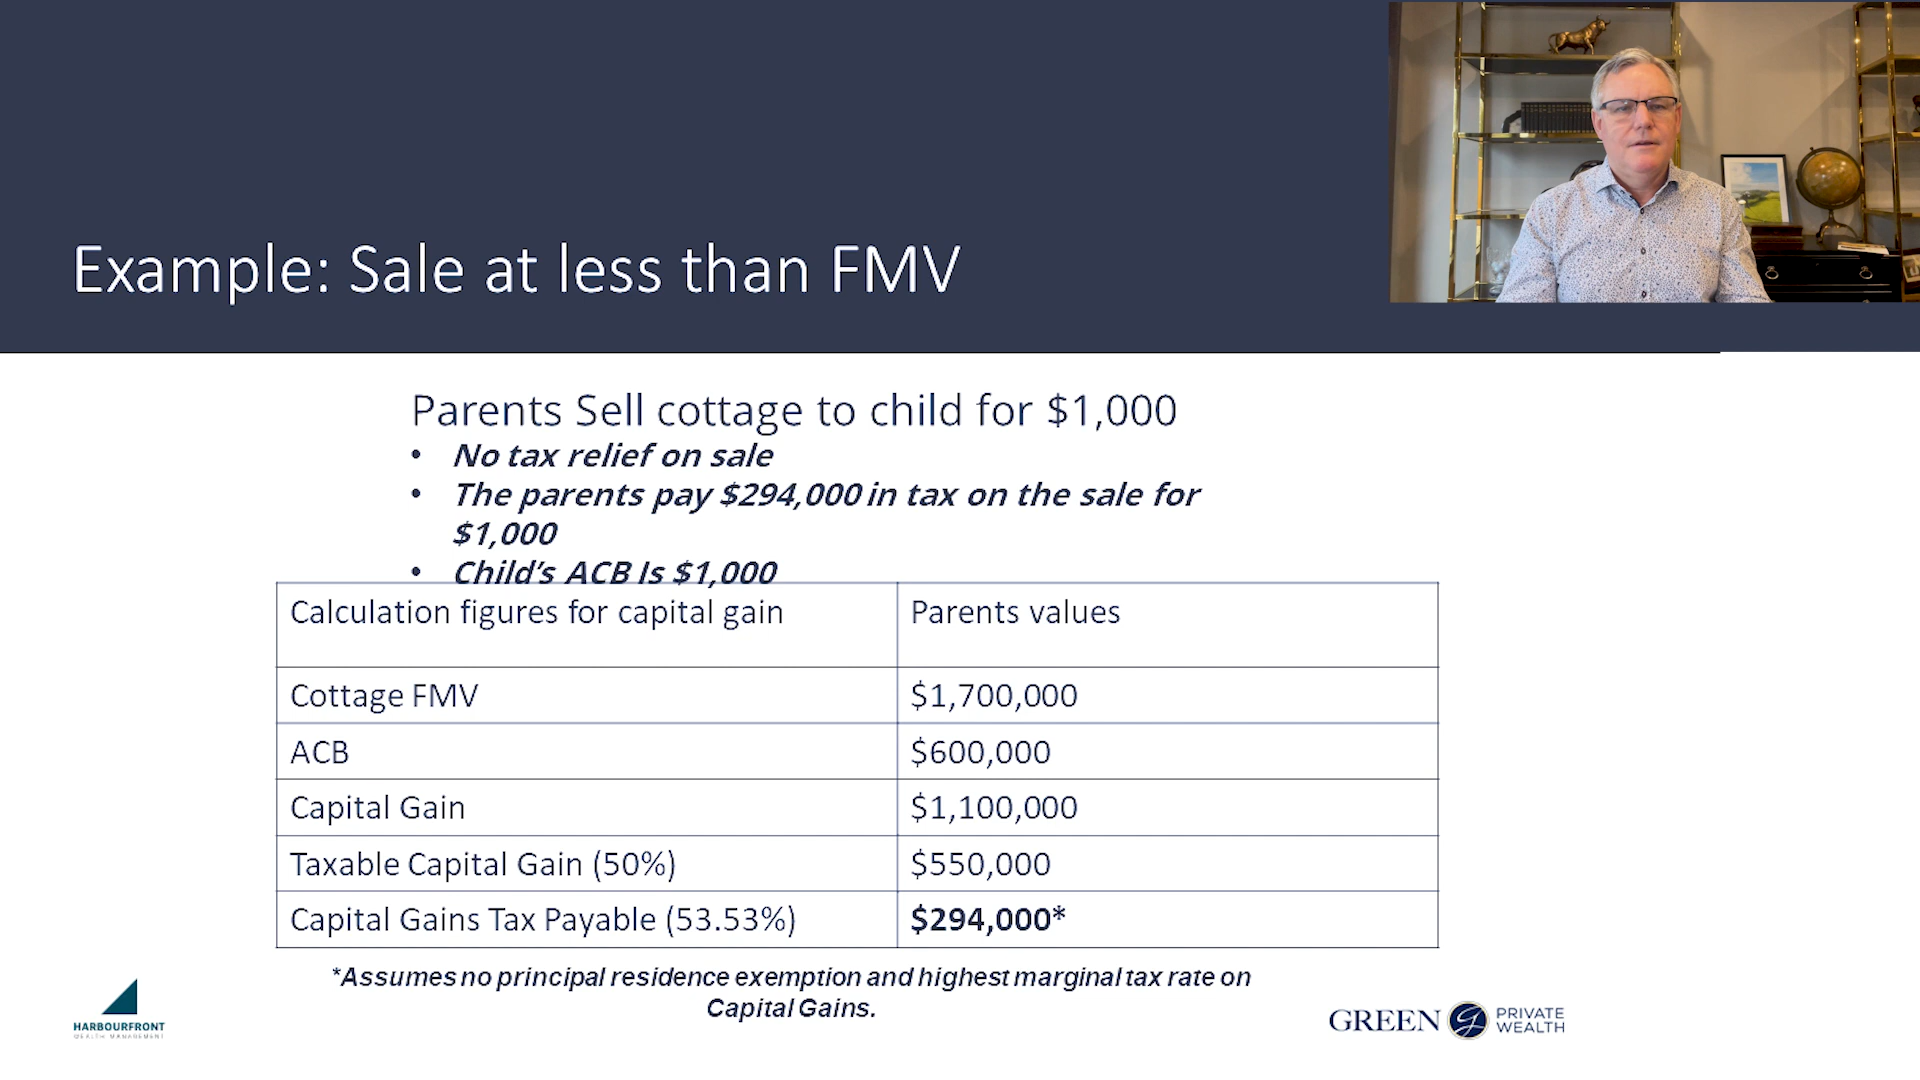 Example: Sale at less than FMV
Parents Sell cottage to child for $1,000
• No tax relief on sale
• The parents pay $294,000 in tax on the sale for
$1,000
• Child's ACB Is $1,000
Calculation figures for capital gain Parents values
Cottage FMV $1,700,000
ACB $600,000
Capital Gain $1,100,000
Taxable Capital Gain (50%) $550,000
Capital Gains Tax Payable (53.53%) $294,000*
*Assumes no principal residence exemption and highest marginal tax rate on
Capital Gains.
HARBOURFRONT
WEALTH MANAGEMENT
GREEN PRIVATE
WEALTH